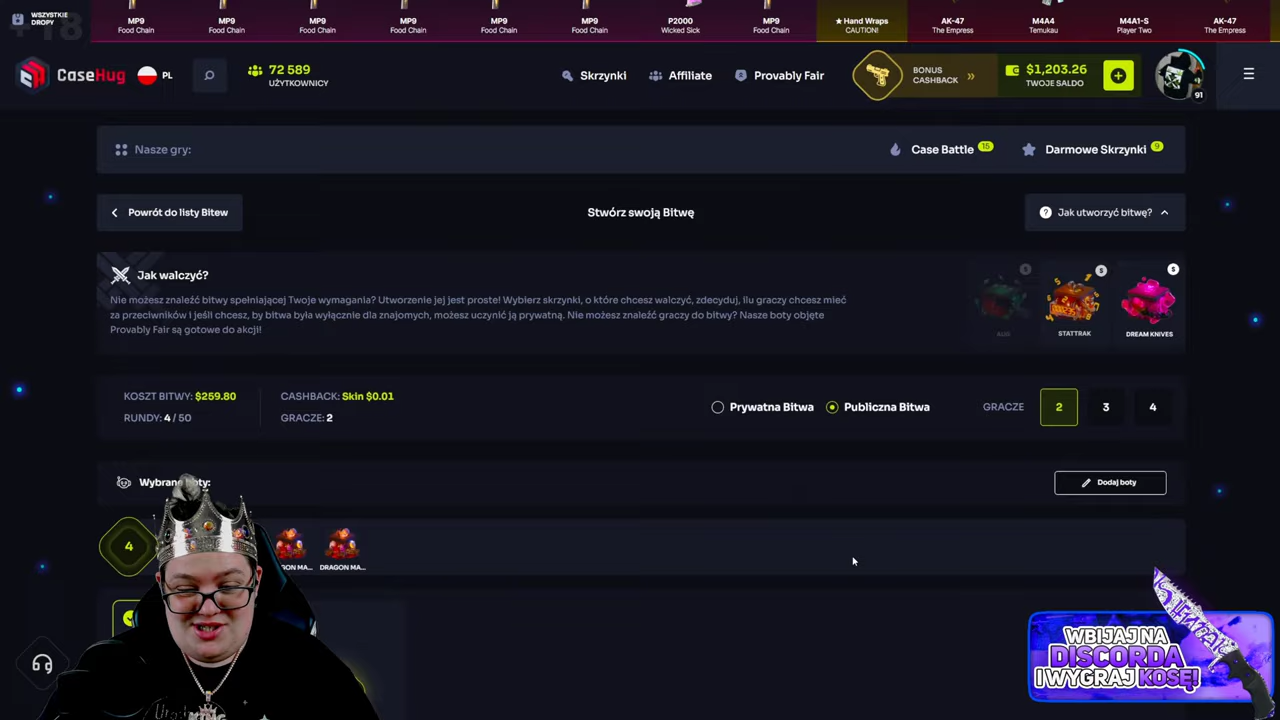 WSZYSTKIE
DROPY
+18
MP9
Food Chain
MP9
Food Chain
MP9
Food Chain
MP9
Food Chain
MP9
Food Chain
MP9
Food Chain
P2000
Wicked Sick
MP9
Food Chain
★ Hand Wraps
CAUTION!
AK-47
The Empress
M4A4
Temukau
M4A1-S
Player Two
AK-47
The Empress
CaseHug
PL
72 589
UŻYTKOWNICY
Skrzynki
Affiliate
Provably Fair
BONUS
CASHBACK
$1,203.26
TWOJE SALDO
91
Nasze gry:
Case Battle 15
Darmowe Skrzynki 9
Powrót do listy Bitew
Stwórz swoją Bitwę
Jak utworzyć bitwę?
Jak walczyć?
Nie możesz znaleźć bitwy spełniającej Twoje wymagania? Utworzenie jej jest proste! Wybierz skrzynki, o które chcesz walczyć, zdecyduj, ilu graczy chcesz mieć
za przeciwników i jeśli chcesz, by bitwa była wyłącznie dla znajomych, możesz uczynić ją prywatną. Nie możesz znaleźć graczy do bitwy? Nasze boty objęte
Provably Fair są gotowe do akcji!
$
$
$
AUG
STATTRAK
DREAM KNIVES
KOSZT BITWY: $259.80
CASHBACK: Skin $0.01
RUNDY: 4 / 50
GRACZE: 2
Prywatna Bitwa
Publiczna Bitwa
GRACZE
2
3
4
Wybrane boty:
Dodaj boty
4
GON MA...
DRAGON MA...
WBIJAJ NA
DISCORDA
I WYGRAJ KOSĘ!